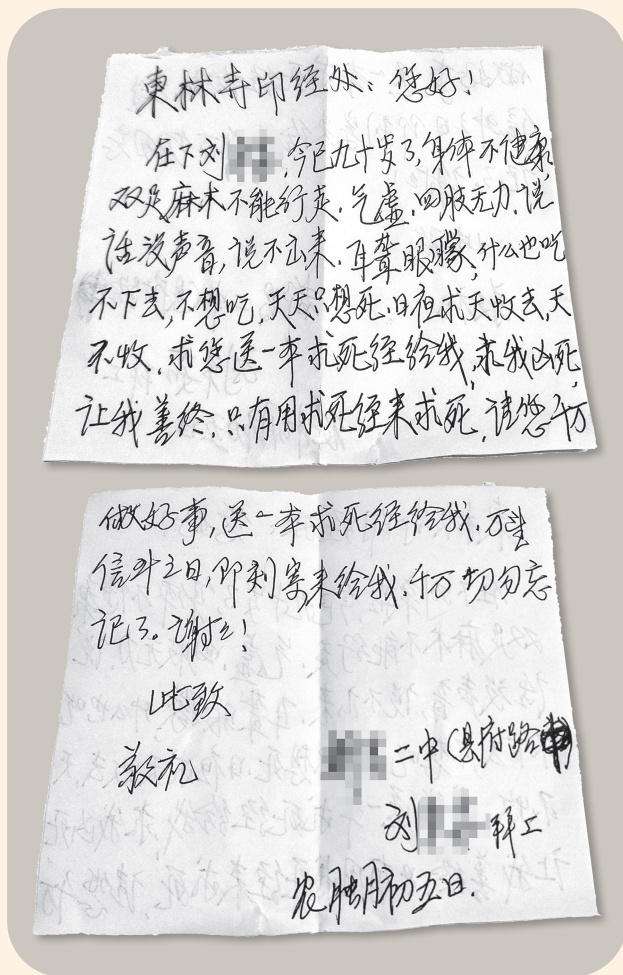 東林寺印经处：您好！
在下刘，今已九十岁了，身体不健康，
双足麻木不能行走，气虚，四肢无力，说
话没声音，说不出来，耳聋眼朦，什么也吃
不下去，不想吃，天天只想死，日夜求天收去，天
不收，求您送一本求死经给我，求我凶死，
让我善终，只有用求死经来求死，请您千万
做好事，送一本求死经给我，万望
信到之日，即刻寄来给我，千万切勿忘
记了。谢谢！
此致
敬礼
二中（县府路
刘 拜上
农腊月初五日.